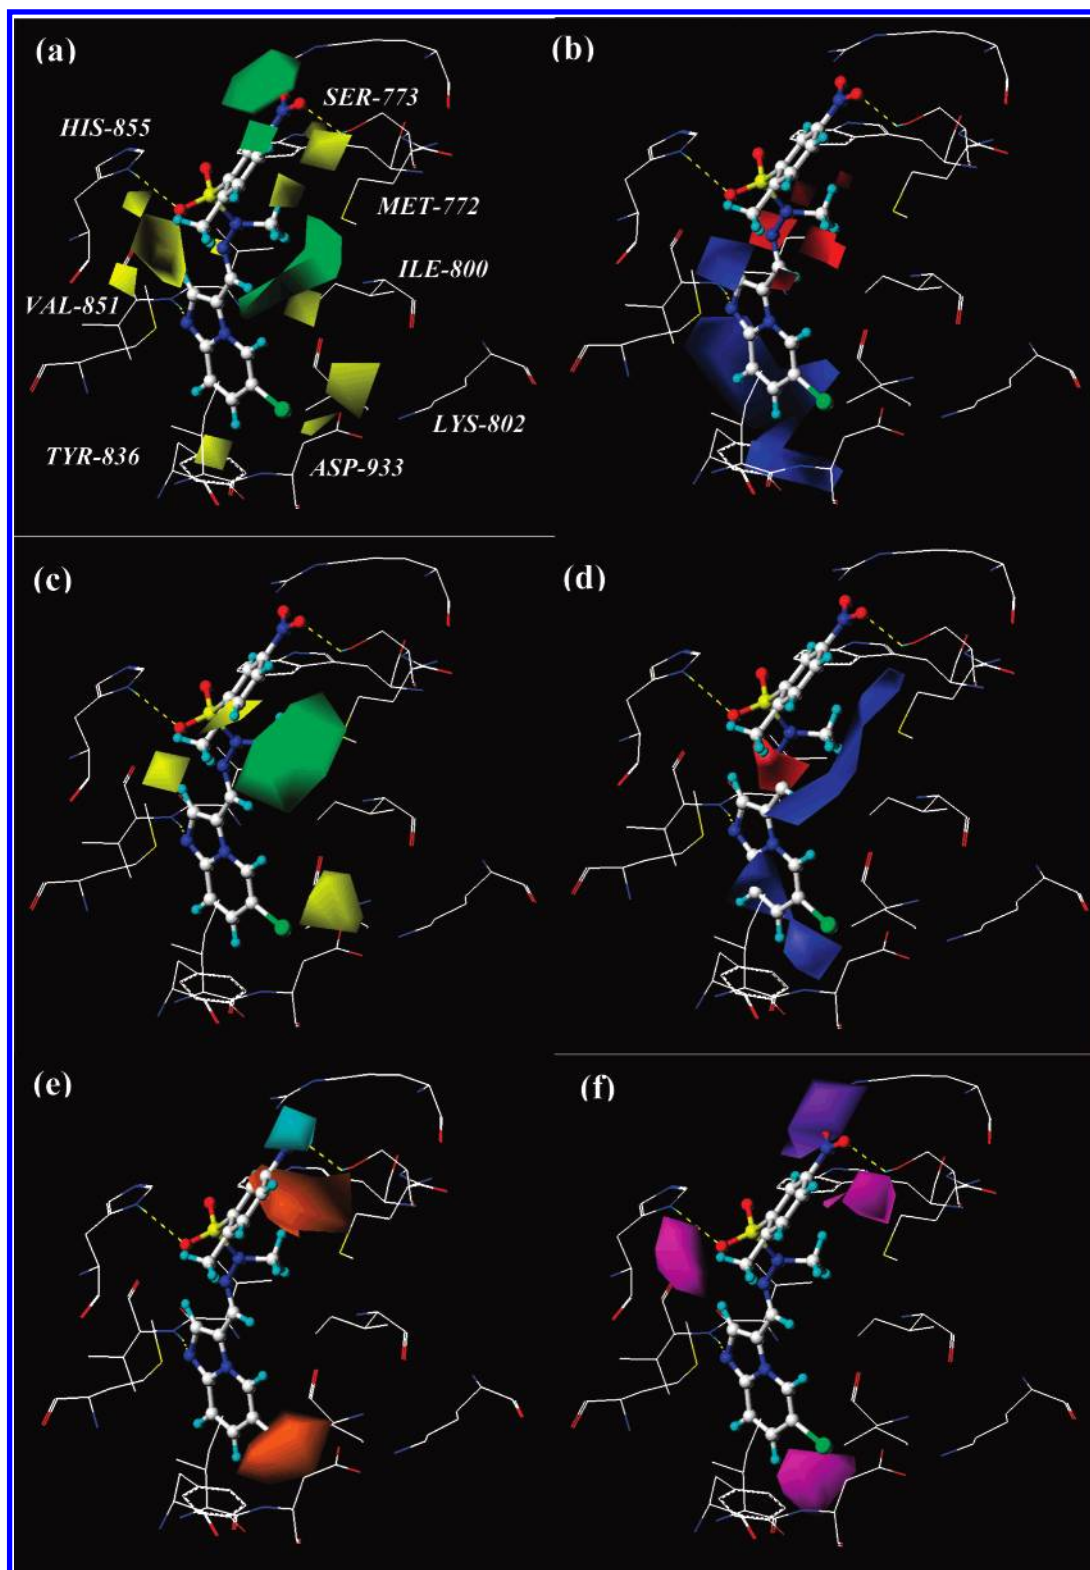 (a)
(b)
SER-773
HIS-855
MET-772
ILE-800
VAL-851
LYS-802
TYR-836
ASP-933
(c)
(d)
(e)
(f)